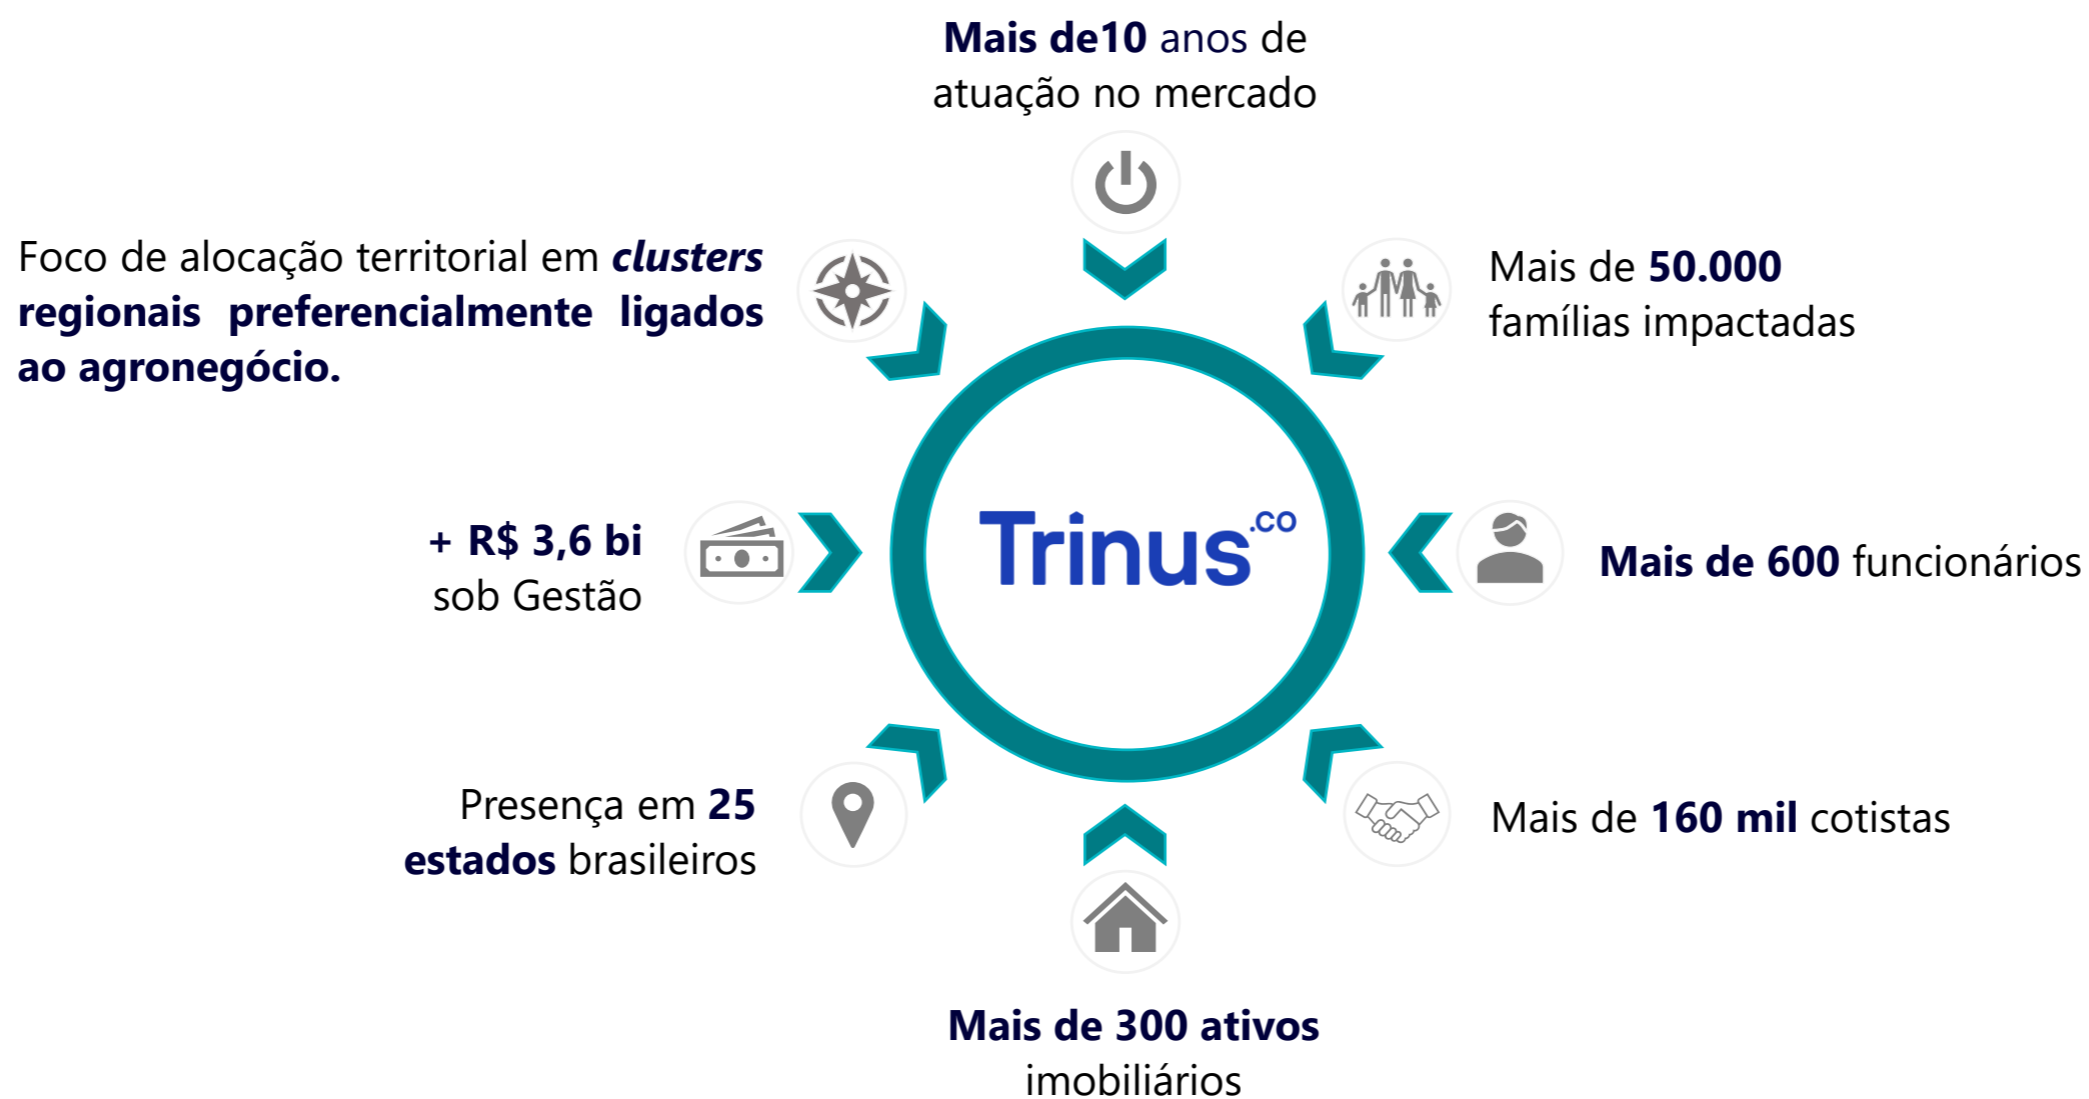 Mais de10 anos de
atuação no mercado
Foco de alocação territorial em clusters
regionais preferencialmente ligados
ao agronegócio.
Mais de 50.000
famílias impactadas
+ R$ 3,6 bi
sob Gestão
Trinus.co
Mais de 600 funcionários
Presença em 25
estados brasileiros
Mais de 160 mil cotistas
Mais de 300 ativos
imobiliários